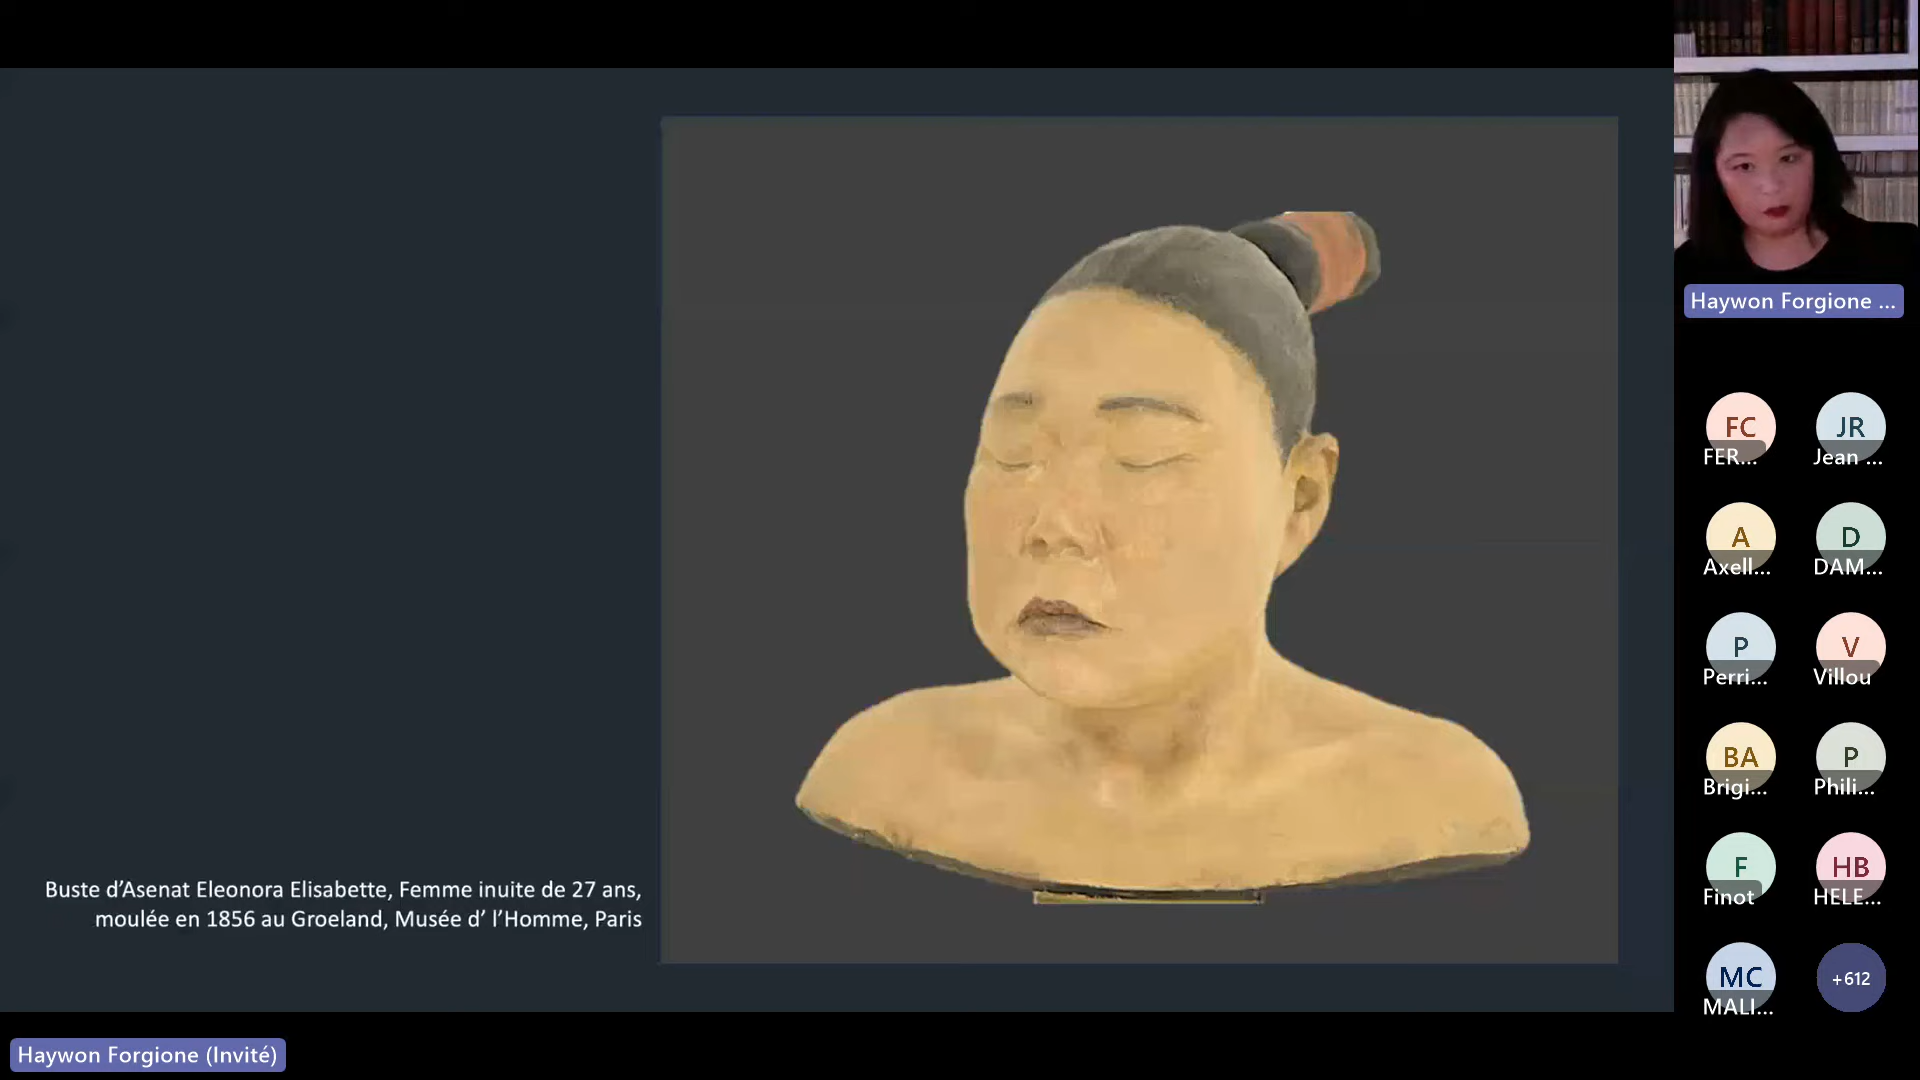 Buste d’Asenat Eleonora Elisabette, Femme inuite de 27 ans,
moulée en 1856 au Groeland, Musée d’ l’Homme, Paris
Haywon Forgione ...
FC
FER...
JR
Jean ...
A
Axell...
D
DAM...
P
Perri...
V
Villou
BA
Brigi...
P
Phili...
F
Finot
HB
HELE...
MC
MALI...
+612
Haywon Forgione (Invité)